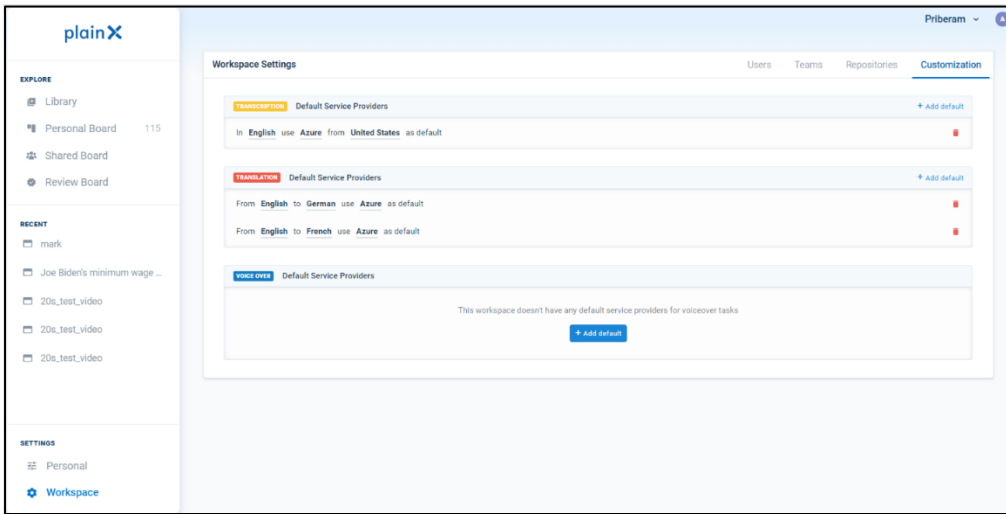 plainX
EXPLORE
Library
Personal Board 115
Shared Board
Review Board
RECENT
mark
Joe Biden's minimum wage ...
20s_test_video
20s_test_video
20s_test_video
SETTINGS
Personal
Workspace
Priberam
A
Workspace Settings
Users Teams Repositories Customization
TRANSCRIPTION Default Service Providers + Add default
In English use Azure from United States as default
TRANSLATION Default Service Providers + Add default
From English to German use Azure as default
From English to French use Azure as default
VOICE OVER Default Service Providers
This workspace doesn't have any default service providers for voiceover tasks
+ Add default